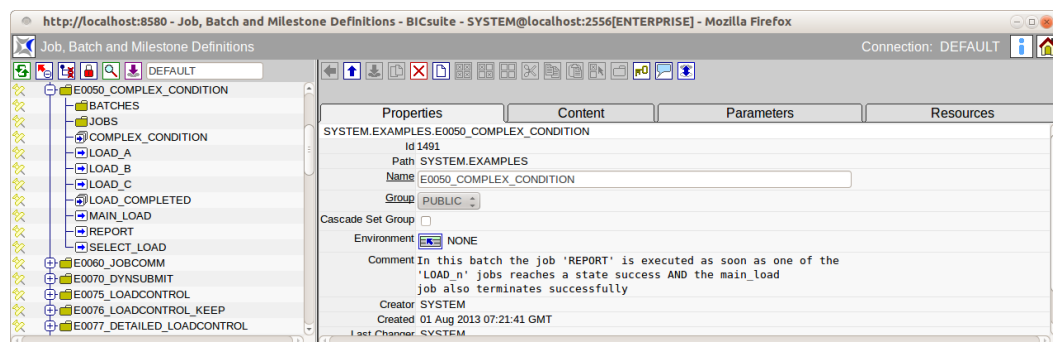 http://localhost:8580 - Job, Batch and Milestone Definitions - BICsuite - SYSTEM@localhost:2556[ENTERPRISE] - Mozilla Firefox
Job, Batch and Milestone Definitions
Connection: DEFAULT
DEFAULT
E0050_COMPLEX_CONDITION
BATCHES
JOBS
COMPLEX_CONDITION
LOAD_A
LOAD_B
LOAD_C
LOAD_COMPLETED
MAIN_LOAD
REPORT
SELECT_LOAD
E0060_JOBCOMM
E0070_DYNSUBMIT
E0075_LOADCONTROL
E0076_LOADCONTROL_KEEP
E0077_DETAILED_LOADCONTROL
Properties Content Parameters Resources
SYSTEM.EXAMPLES.E0050_COMPLEX_CONDITION
Id 1491
Path SYSTEM.EXAMPLES
Name E0050_COMPLEX_CONDITION
Group PUBLIC
Cascade Set Group
Environment NONE
Comment In this batch the job 'REPORT' is executed as soon as one of the
'LOAD_n' jobs reaches a state success AND the main_load
job also terminates successfully
Creator SYSTEM
Created 01 Aug 2013 07:21:41 GMT
Last Changer SYSTEM